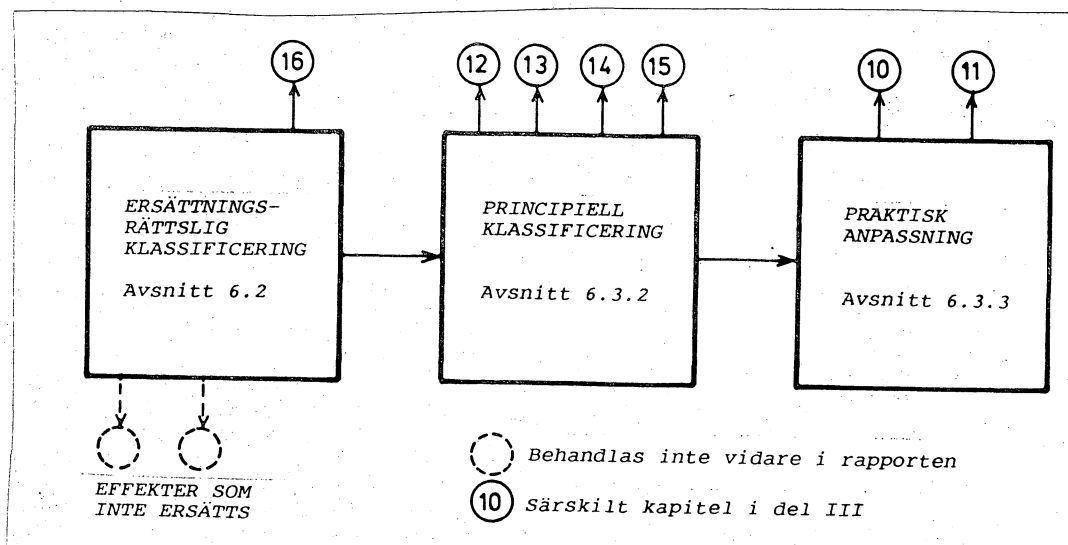 16
12 13 14 15
10 11
ERSÄTTNINGS-
RÄTTSLIG
KLASSIFICERING
Avsnitt 6.2
PRINCIPIELL
KLASSIFICERING
Avsnitt 6.3.2
PRAKTISK
ANPASSNING
Avsnitt 6.3.3
EFFEKTER SOM
INTE ERSÄTTS
Behandlas inte vidare i rapporten
10 Särskilt kapitel i del III